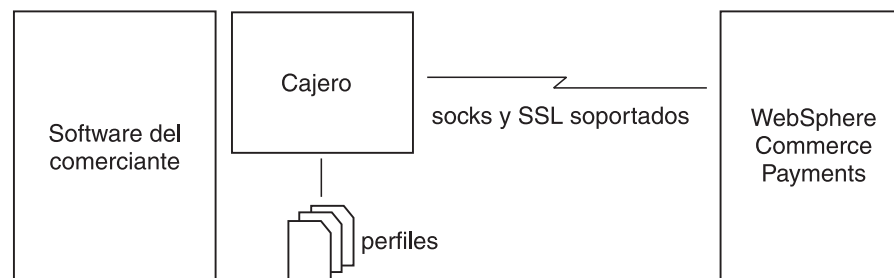 Software del
comerciante
Cajero
perfiles
socks y SSL soportados
WebSphere
Commerce
Payments